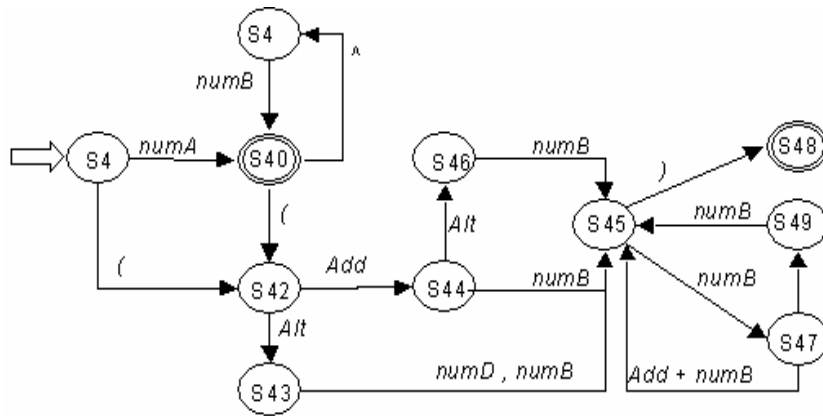 S4
^
numB
S4
numA
S40
S46
numB
S48
)
(
Alt
S45
numB
S49
(
S42
Add
S44
numB
numB
Alt
S47
S43
numD , numB
Add + numB